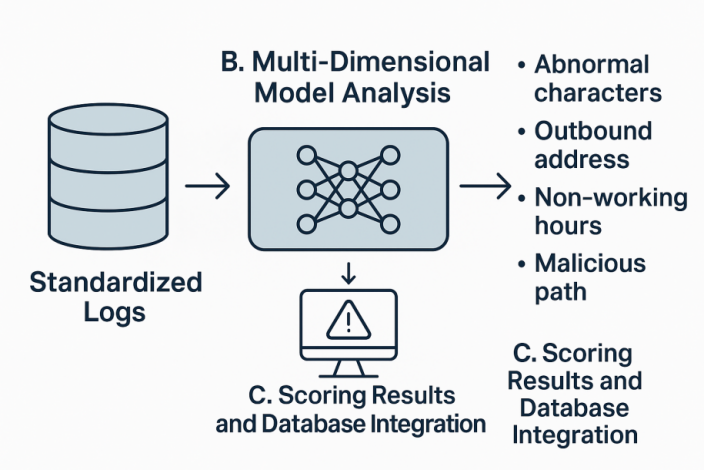 B. Multi-Dimensional
Model Analysis
• Abnormal
characters
• Outbound
address
• Non-working
hours
• Malicious
path
Standardized
Logs
!
C. Scoring Results
and Database Integration
C. Scoring
Results and
Database
Integration